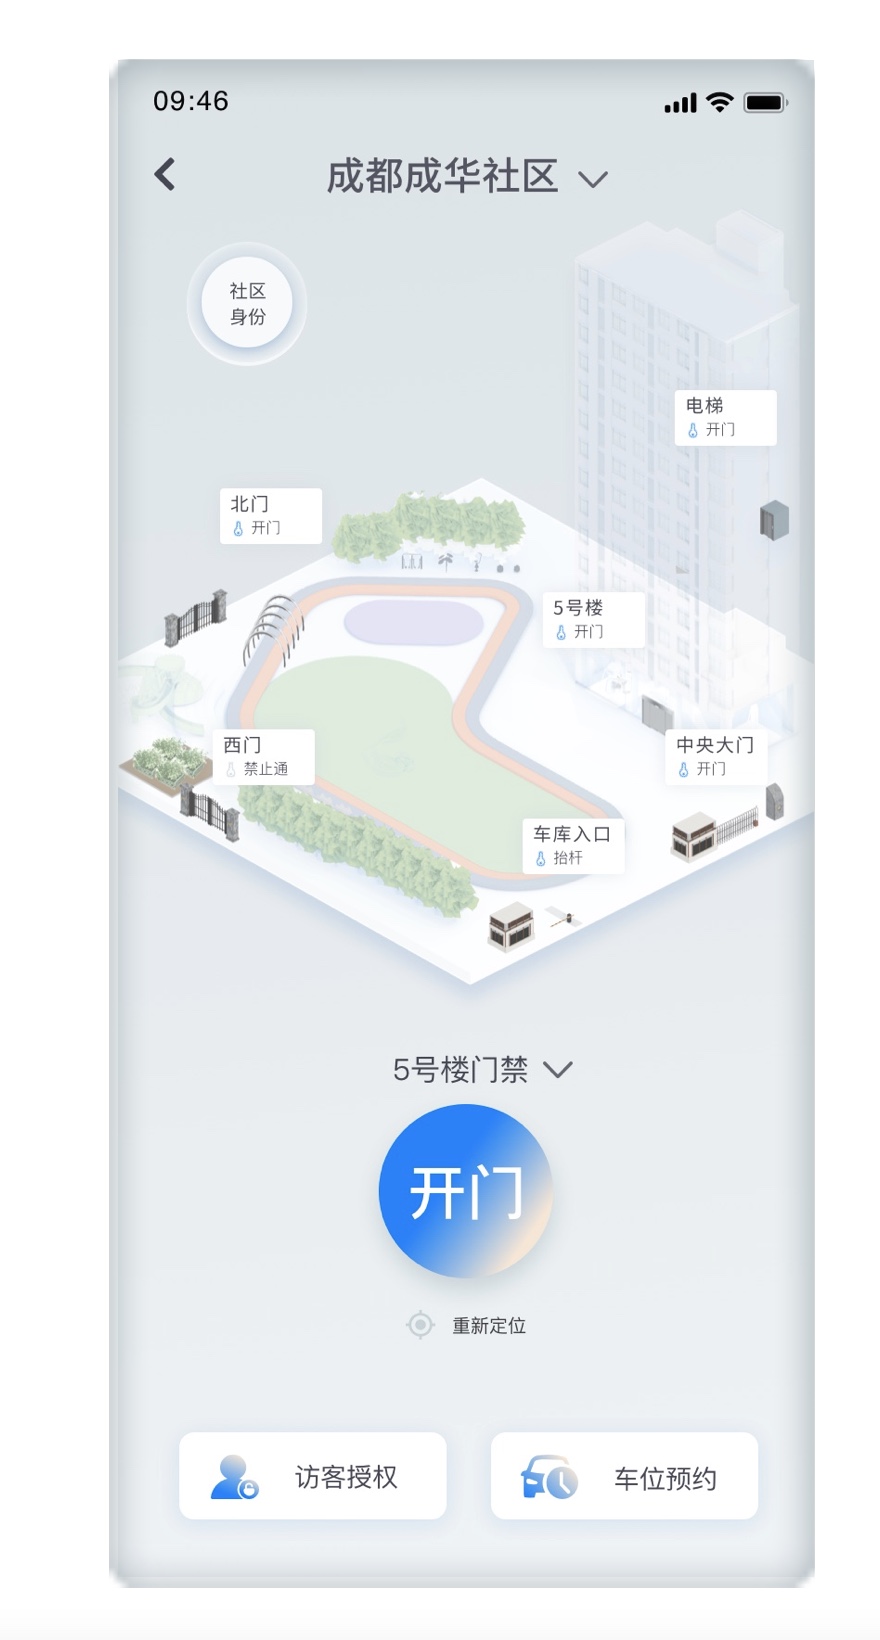 09:46
成都成华社区
社区
身份
电梯
开门
北门
开门
5号楼
开门
西门
禁止通
中央大门
开门
车库入口
抬杆
5号楼门禁
开门
重新定位
访客授权
车位预约